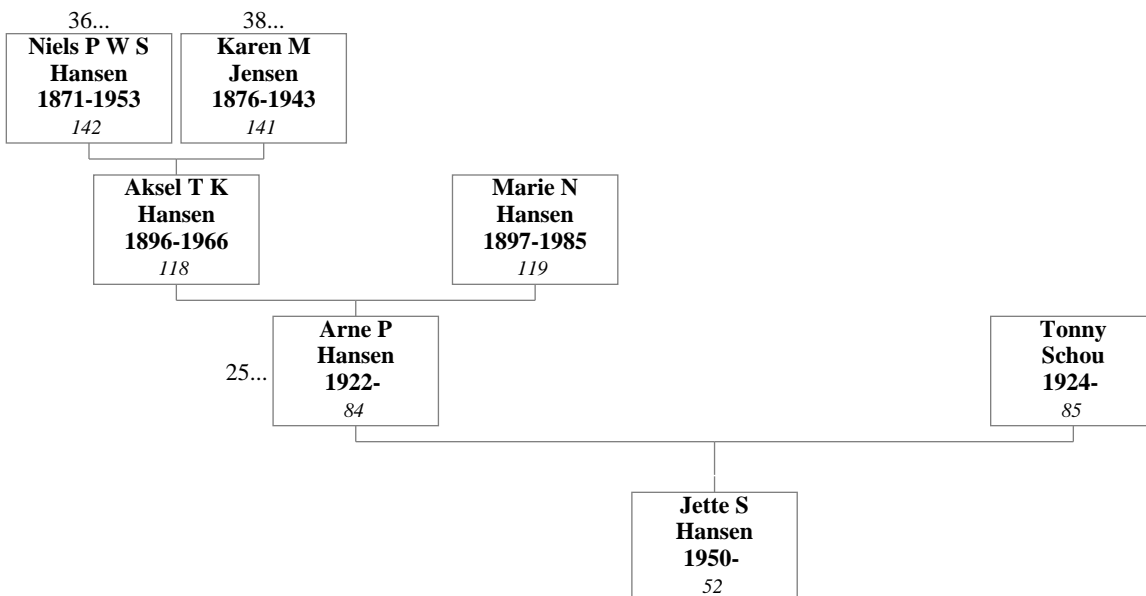 36...
38...
Niels P W S
Hansen
1871-1953
142
Karen M
Jensen
1876-1943
141
Aksel T K
Hansen
1896-1966
118
Marie N
Hansen
1897-1985
119
25...
Arne P
Hansen
1922-
84
Tonny
Schou
1924-
85
Jette S
Hansen
1950-
52